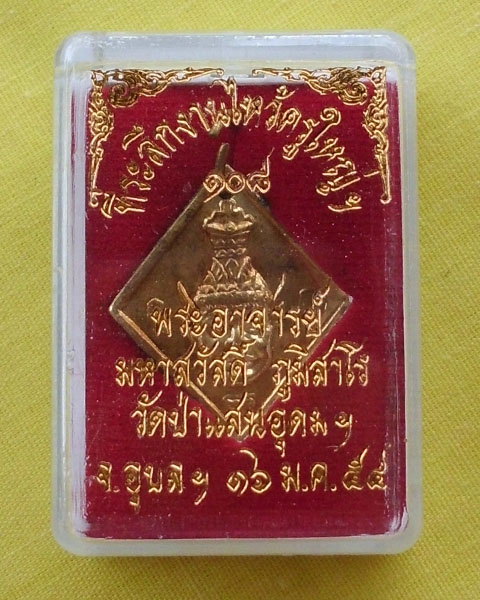 ที่ระลึกงานไหว้ครูใหญ่ฯ
๑๐๘
พระอาจารย์
มหาสวัสดิ์ ภูมิสาโร
วัดป่าแสนอุดมฯ
จ.อุบลฯ ๑๖ ม.ค. ๕๔